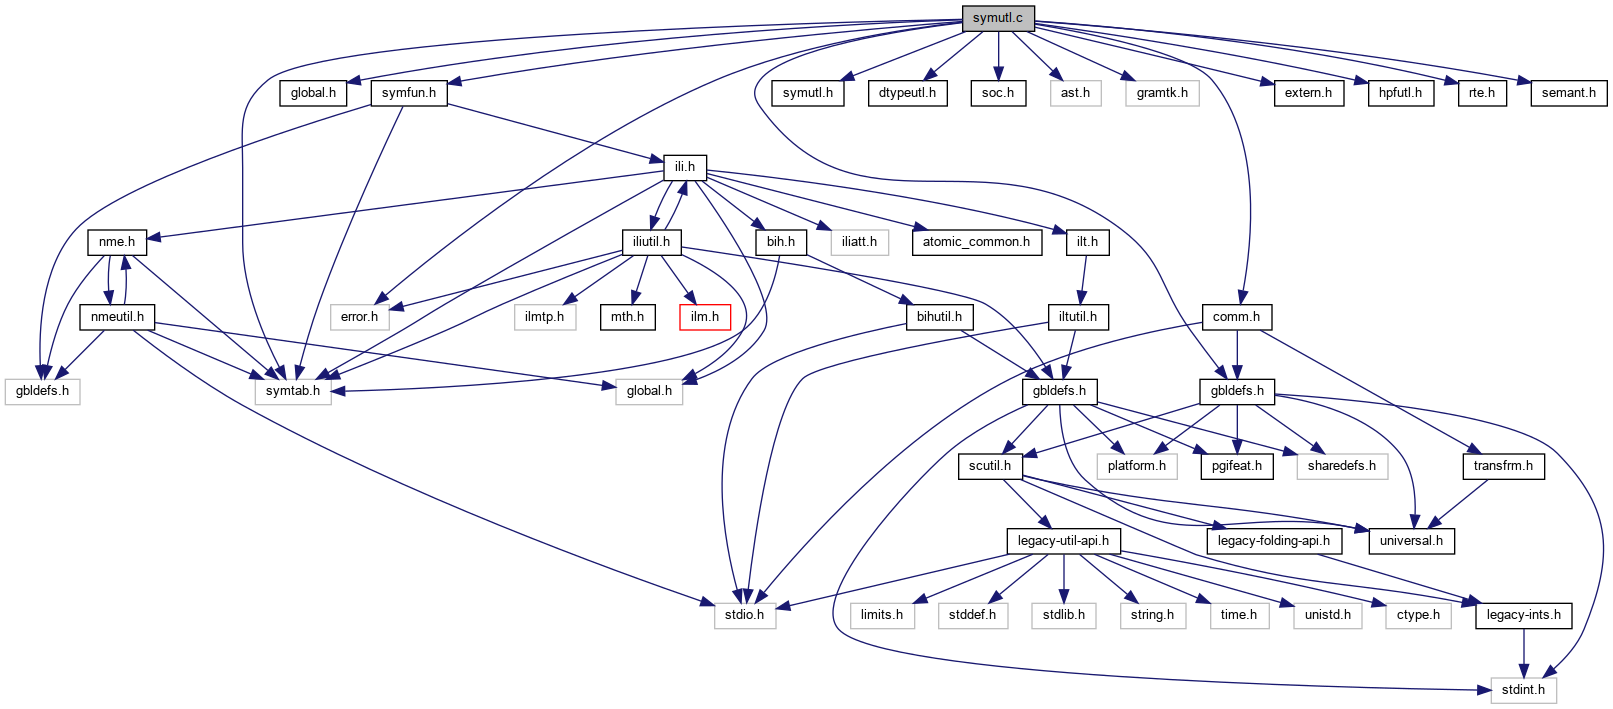 symutl.c
global.h
symfun.h
symutl.h
dtypeutl.h
soc.h
ast.h
gramtk.h
extern.h
hpfutl.h
rte.h
semant.h
ili.h
nme.h
iliutil.h
bih.h
iliatt.h
atomic_common.h
ilt.h
nmeutil.h
error.h
ilmtp.h
mth.h
ilm.h
bihutil.h
iltutil.h
comm.h
gbldefs.h
symtab.h
global.h
gbldefs.h
gbldefs.h
scutil.h
platform.h
pgifeat.h
sharedefs.h
transfrm.h
legacy-util-api.h
legacy-folding-api.h
universal.h
stdio.h
limits.h
stddef.h
stdlib.h
string.h
time.h
unistd.h
ctype.h
legacy-ints.h
stdint.h